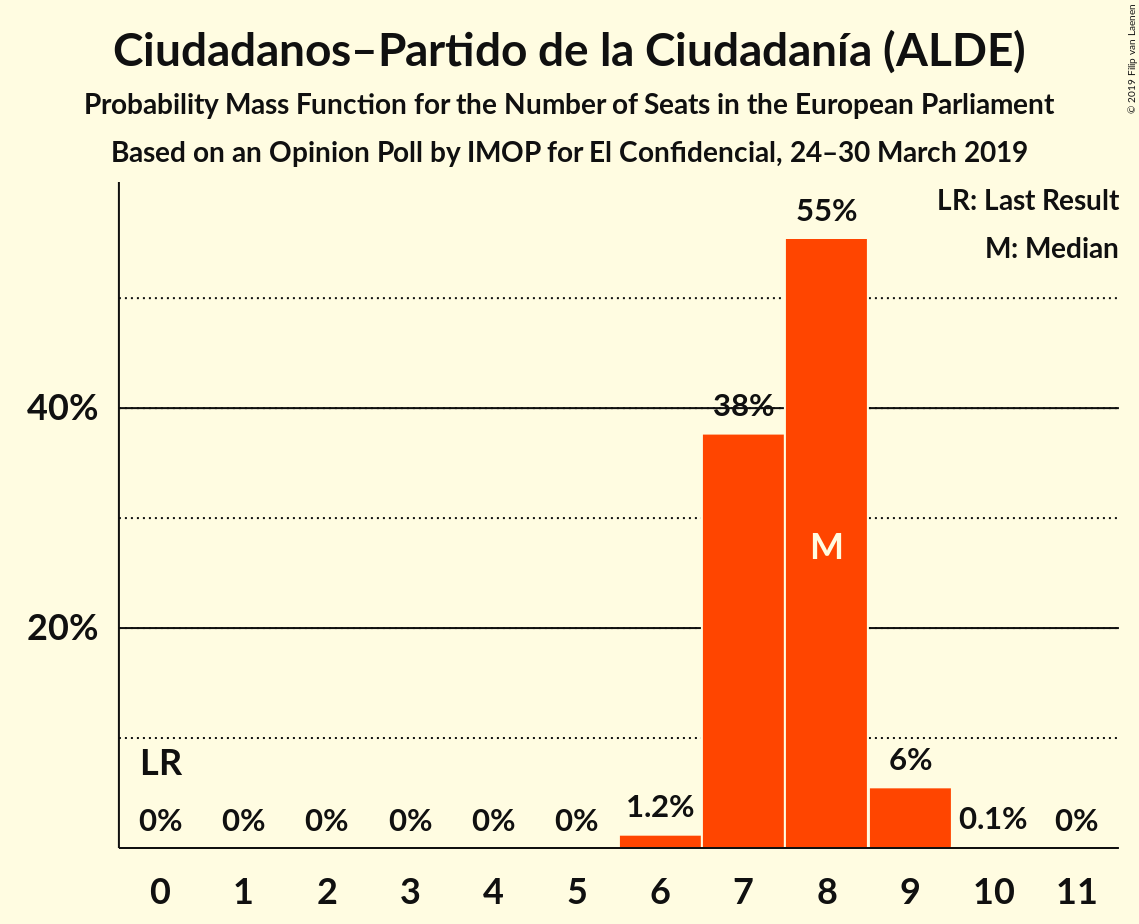 Ciudadanos–Partido de la Ciudadanía (ALDE)
Probability Mass Function for the Number of Seats in the European Parliament
Based on an Opinion Poll by IMOP for El Confidencial, 24–30 March 2019
© 2019 Filip van Laenen
LR: Last Result
M: Median
55%
40%
38%
M
20%
LR
6%
0% 0% 0% 0% 0% 0% 1.2% 0.1% 0%
0 1 2 3 4 5 6 7 8 9 10 11